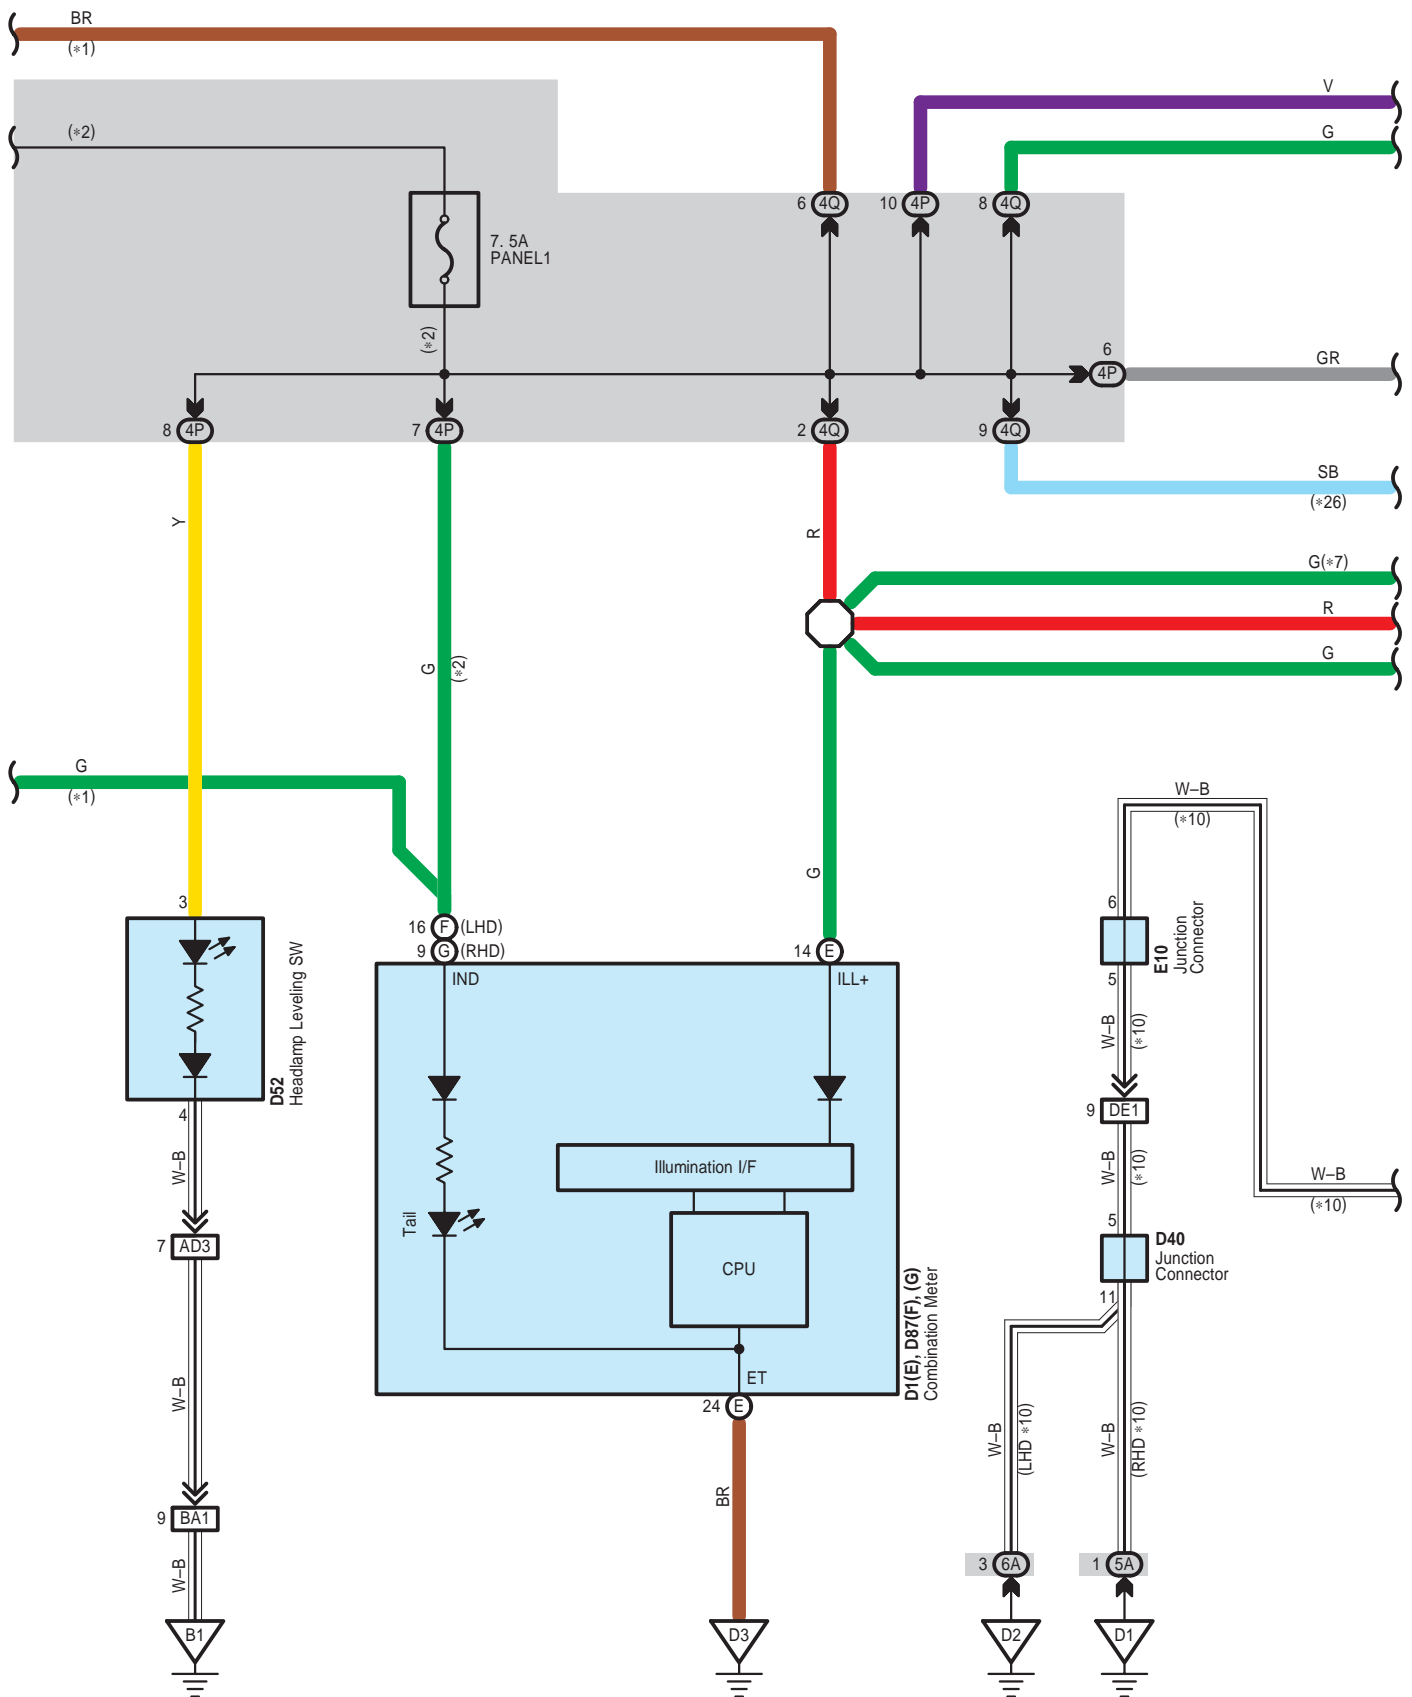 BR
(*1)
V
G
(*2)
6 4Q
10 4P
8 4Q
7. 5A
PANEL1
(*2)
6
4P
GR
8 4P
7 4P
2 4Q
9 4Q
SB
(*26)
Y
R
G(*7)
R
G
G
(*2)
G
(*1)
W–B
(*10)
G
3
16 F (LHD)
9 G (RHD)
14 E
6
E10
Junction
Connector
5
IND
ILL+
D52
Headlamp Leveling SW
W–B
(*10)
4
9 DE1
W–B
Illumination I/F
W–B
(*10)
W–B
(*10)
Tail
5
D40
Junction
Connector
7 AD3
CPU
11
D1(E), D87(F), (G)
Combination Meter
ET
24 E
W–B
W–B
(LHD *10)
W–B
(RHD *10)
BR
9 BA1
W–B
3 6A
1 5A
B1
D3
D2
D1